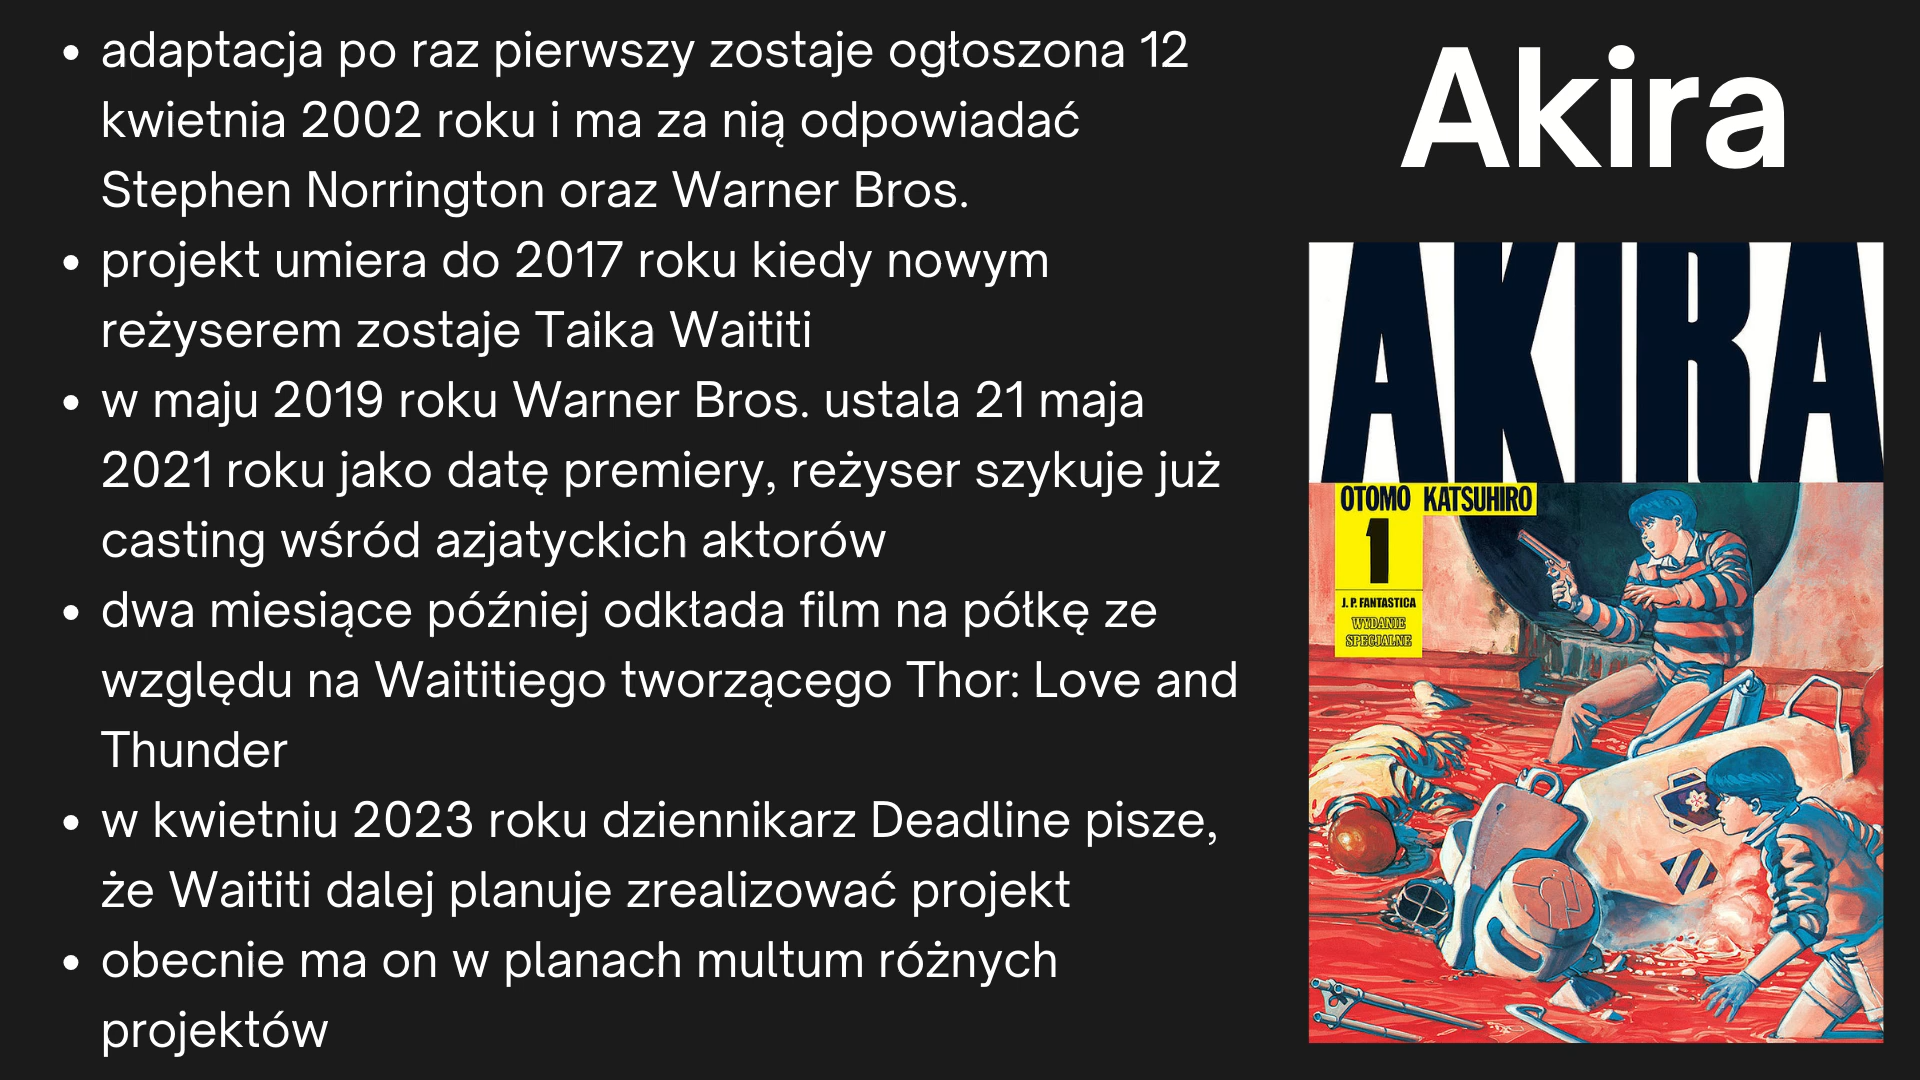 • adaptacja po raz pierwszy zostaje ogłoszona 12
kwietnia 2002 roku i ma za nią odpowiadać
Stephen Norrington oraz Warner Bros.
• projekt umiera do 2017 roku kiedy nowym
reżyserem zostaje Taika Waititi
• w maju 2019 roku Warner Bros. ustala 21 maja
2021 roku jako datę premiery, reżyser szykuje już
casting wśród azjatyckich aktorów
• dwa miesiące później odkłada film na półkę ze
względu na Waititiego tworzącego Thor: Love and
Thunder
• w kwietniu 2023 roku dziennikarz Deadline pisze,
że Waititi dalej planuje zrealizować projekt
• obecnie ma on w planach multum różnych
projektów
Akira
AKIRA
OTOMO KATSUHIRO
1
J. P. FANTASTICA
WYDANIE
SPECJALNE